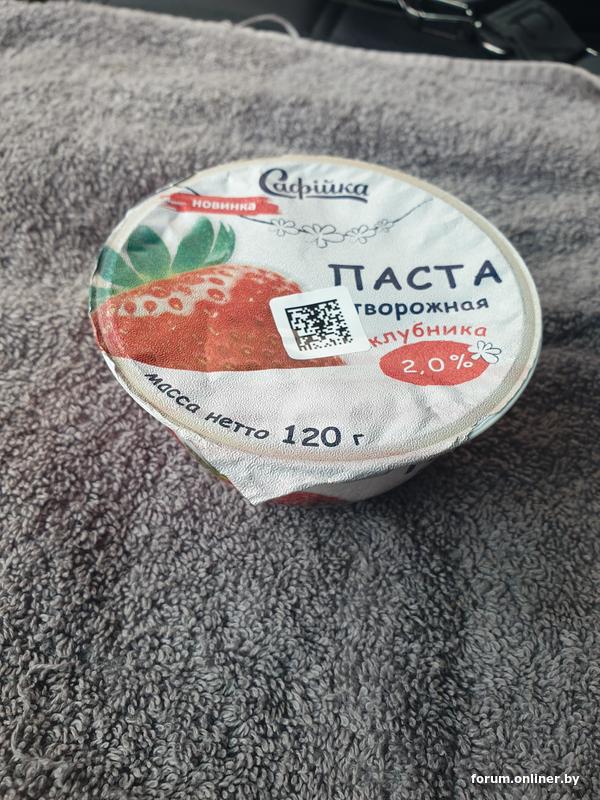 Сафійка
новинка
ПАСТА
творожная
клубника
2,0%
масса нетто 120 г
forum.onliner.by